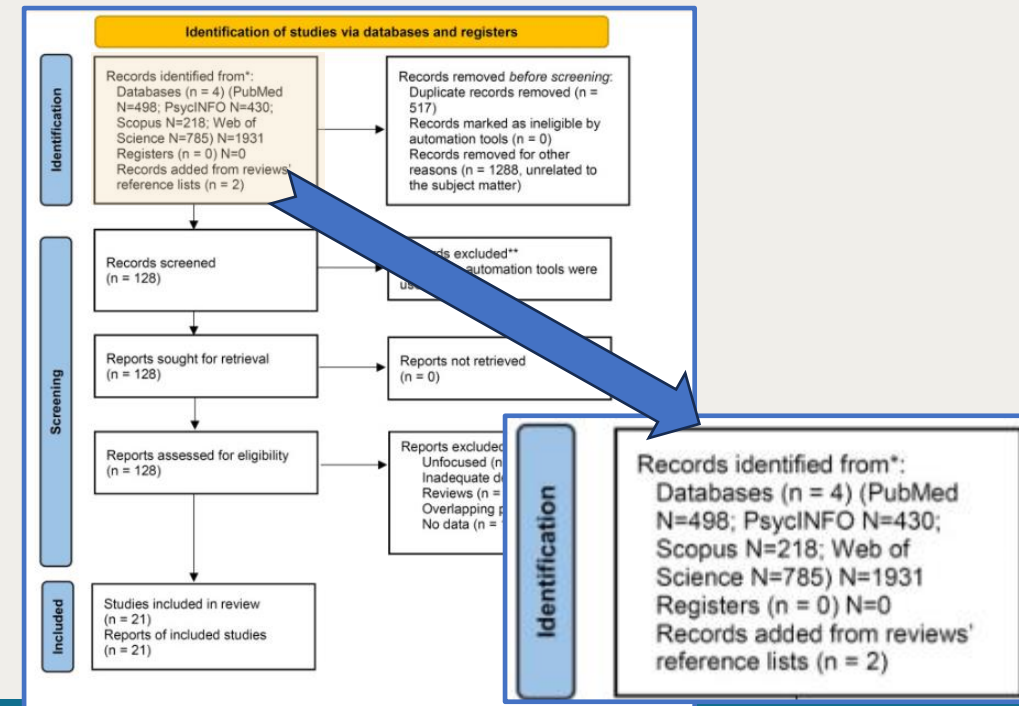 Identification of studies via databases and registers
Identification
Records identified from*:
Databases (n = 4) (PubMed
N=498; PsycINFO N=430;
Scopus N=218; Web of
Science N=785) N=1931
Registers (n = 0) N=0
Records added from reviews'
reference lists (n = 2)
Records removed before screening:
Duplicate records removed (n =
517)
Records marked as ineligible by
automation tools (n = 0)
Records removed for other
reasons (n = 1288, unrelated to
the subject matter)
Screening
Records screened
(n = 128)
excluded**
automation tools were
Reports sought for retrieval
(n = 128)
Reports not retrieved
(n = 0)
Reports assessed for eligibility
(n = 128)
Reports excluded
Unfocused (n
Inadequate
Reviews (n =
Overlapping
No data (n =
Included
Studies included in review
(n = 21)
Reports of included studies
(n = 21)
Identification
Records identified from*:
Databases (n = 4) (PubMed
N=498; PsycINFO N=430;
Scopus N=218; Web of
Science N=785) N=1931
Registers (n = 0) N=0
Records added from reviews'
reference lists (n = 2)